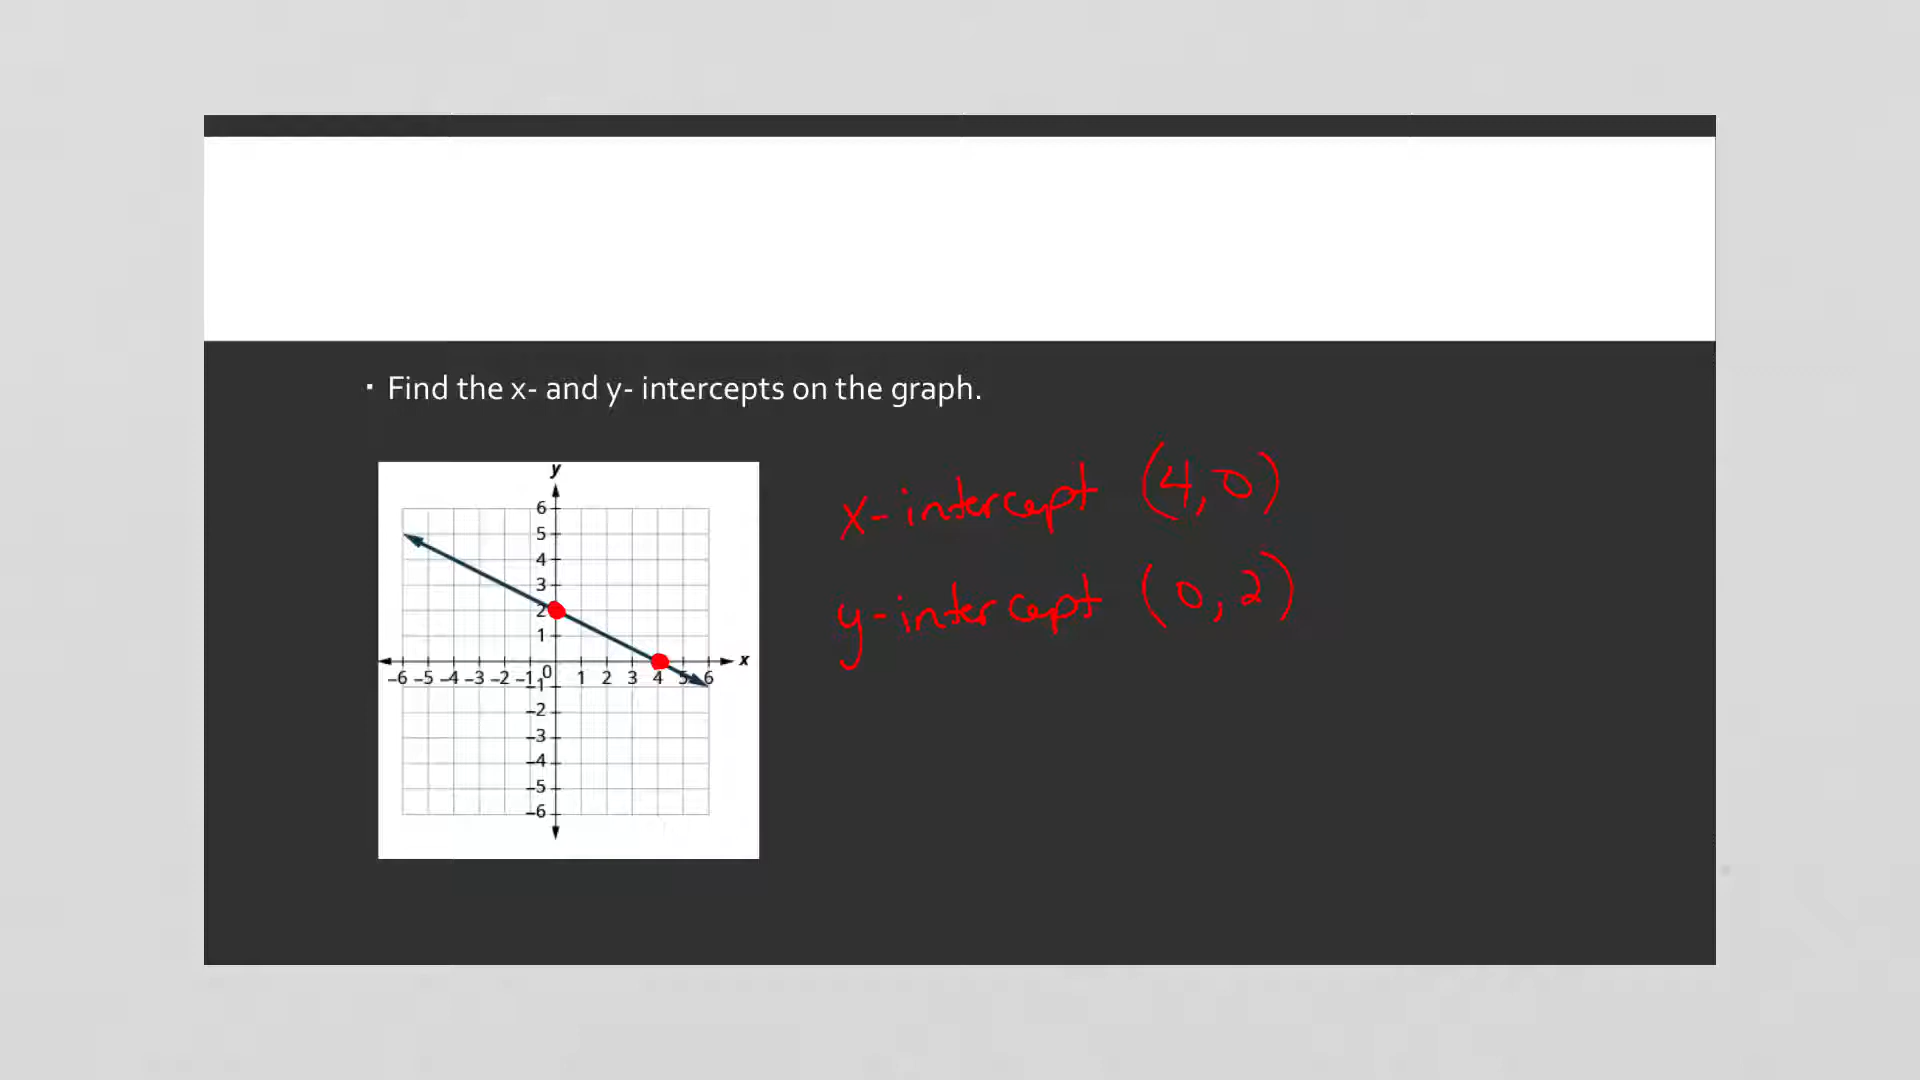 ▪ Find the x- and y- intercepts on the graph.
x-intercept (4,0)
y-intercept (0,2)
y
6
5
4
3
2
1
x
0
–6 –5 –4 –3 –2 –1 1 2 3 4 5 6
–1
–2
–3
–4
–5
–6